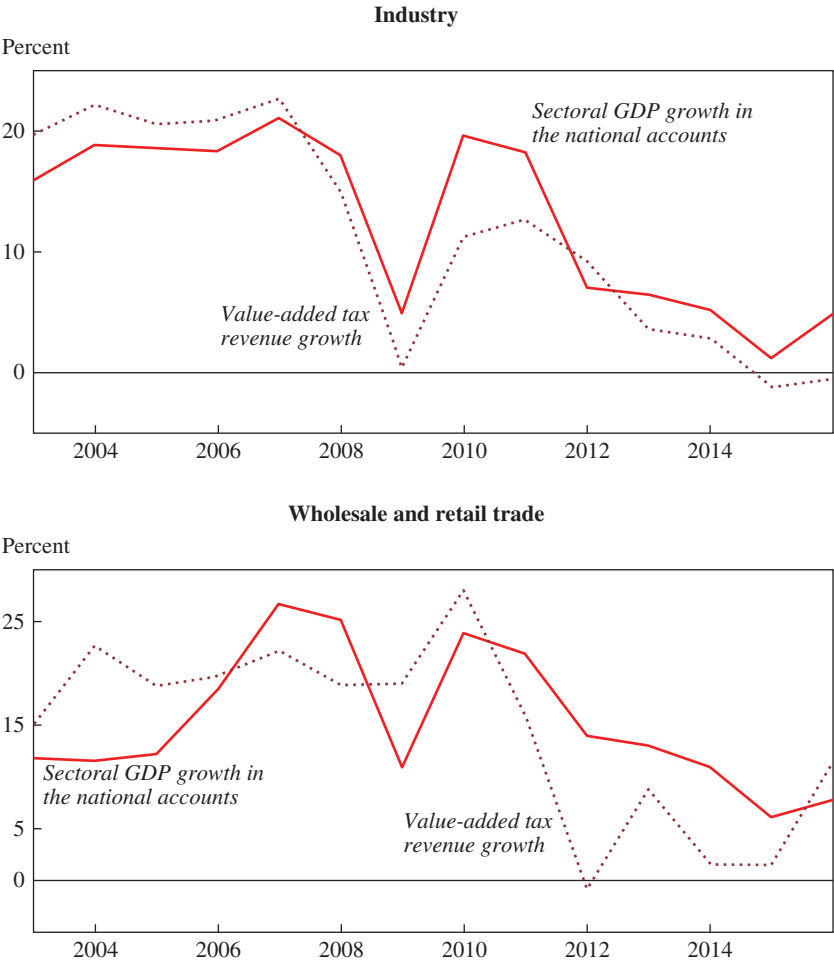 Industry
Percent
Sectoral GDP growth in
the national accounts
20
10
Value-added tax
revenue growth
0
2004 2006 2008 2010 2012 2014
Wholesale and retail trade
Percent
25
15
Sectoral GDP growth in
the national accounts
Value-added tax
revenue growth
5
0
2004 2006 2008 2010 2012 2014